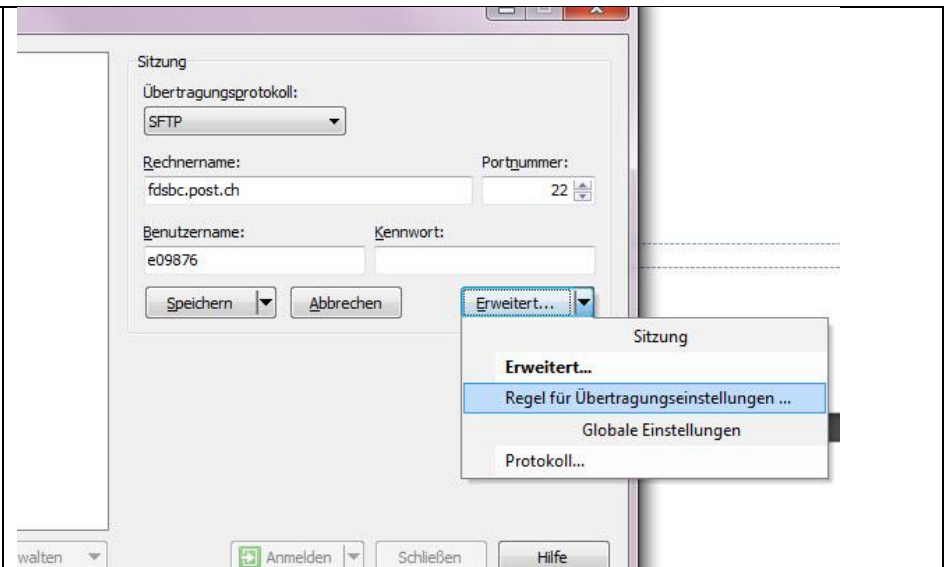 Sitzung
Übertragungsprotokoll:
SFTP
Rechnername: Portnummer:
fdsbc.post.ch 22
Benutzername: Kennwort:
e09876
Speichern Abbrechen Erweitert...
Sitzung
Erweitert...
Regel für Übertragungseinstellungen ...
Globale Einstellungen
Protokoll...
walten Anmelden Schließen Hilfe